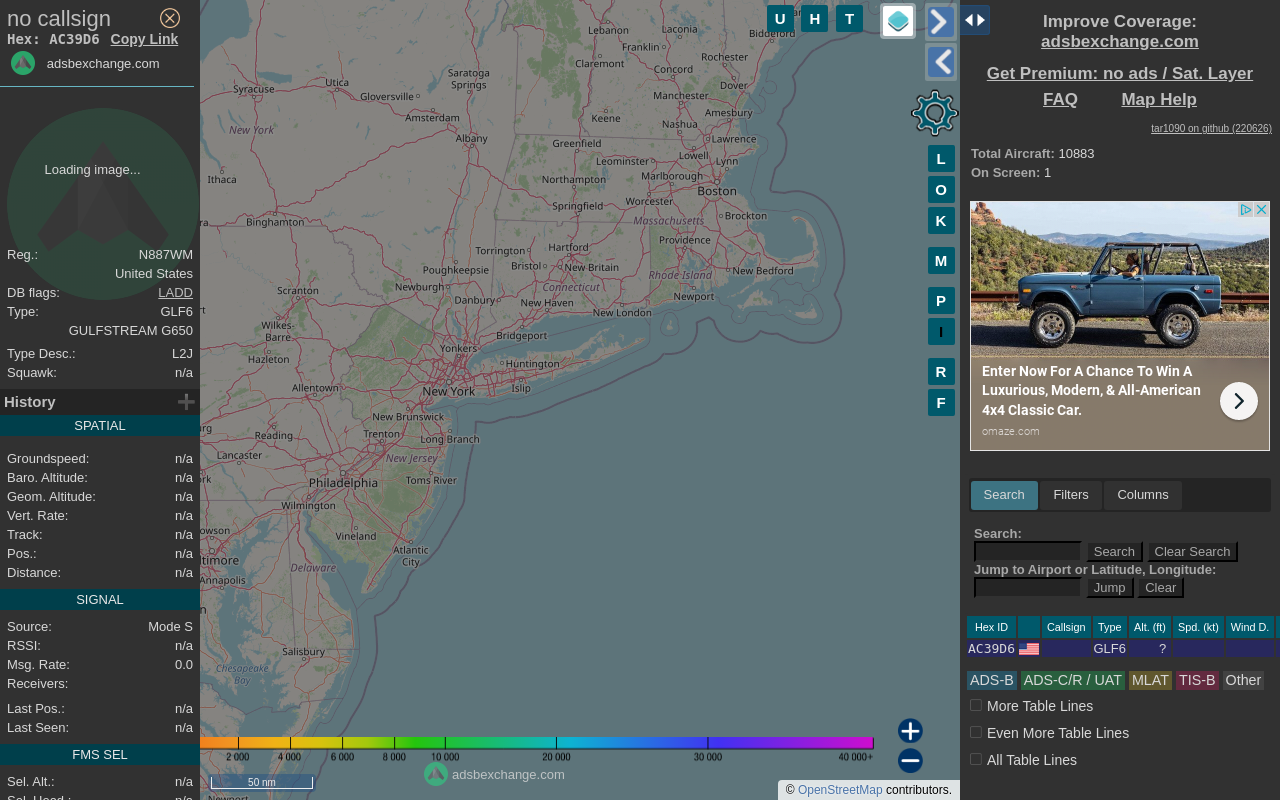 no callsign
Hex: AC39D6 Copy Link
adsbexchange.com
Loading image...
Reg.: N887WM
United States
DB flags: LADD
Type: GLF6
GULFSTREAM G650
Type Desc.: L2J
Squawk: n/a
History
SPATIAL
Groundspeed: n/a
Baro. Altitude: n/a
Geom. Altitude: n/a
Vert. Rate: n/a
Track: n/a
Pos.: n/a
Distance: n/a
SIGNAL
Source: Mode S
RSSI: n/a
Msg. Rate: 0.0
Receivers:
Last Pos.: n/a
Last Seen: n/a
FMS SEL
Sel. Alt.: n/a
Sel. Head.: n/a
U H T
L
O
K
M
P
I
R
F
Lebanon
Laconia
Biddeford
Franklin
Rochester
Claremont
Concord
Dover
Saratoga
Springs
Utica
Syracuse
Gloversville
Manchester
Amesbury
Amsterdam
Keene
Nashua
New York
Albany
Lawrence
Greenfield
Lowell
Leominster
Lynn
Ithaca
Northampton
Marlborough
Boston
Worcester
Springfield
Binghamton
Massachusetts
Brockton
Providence
Hartford
Torrington
Bristol
New Britain
Poughkeepsie
New Bedford
Rhode Island
Newburgh
Connecticut
Scranton
Danbury
New Haven
Newport
New London
Wilkes-
Barre
Bridgeport
Yonkers
Hazleton
Huntington
Allentown
New York
Islip
New Brunswick
Reading
Trenton
Long Branch
Lancaster
New Jersey
Philadelphia
Toms River
Wilmington
Vineland
Atlantic
City
Delaware
Annapolis
Salisbury
Chesapeake
Bay
2 000 4 000 6 000 8 000 10 000 20 000 30 000 40 000+
50 nm
adsbexchange.com
© OpenStreetMap contributors.
Improve Coverage:
adsbexchange.com
Get Premium: no ads / Sat. Layer
FAQ Map Help
tar1090 on github (220626)
Total Aircraft: 10883
On Screen: 1
Enter Now For A Chance To Win A
Luxurious, Modern, & All-American
4x4 Classic Car.
omaze.com
Search Filters Columns
Search:
Search Clear Search
Jump to Airport or Latitude, Longitude:
Jump Clear
Hex ID Callsign Type Alt. (ft) Spd. (kt) Wind D.
AC39D6 GLF6 ?
ADS-B ADS-C/R / UAT MLAT TIS-B Other
More Table Lines
Even More Table Lines
All Table Lines